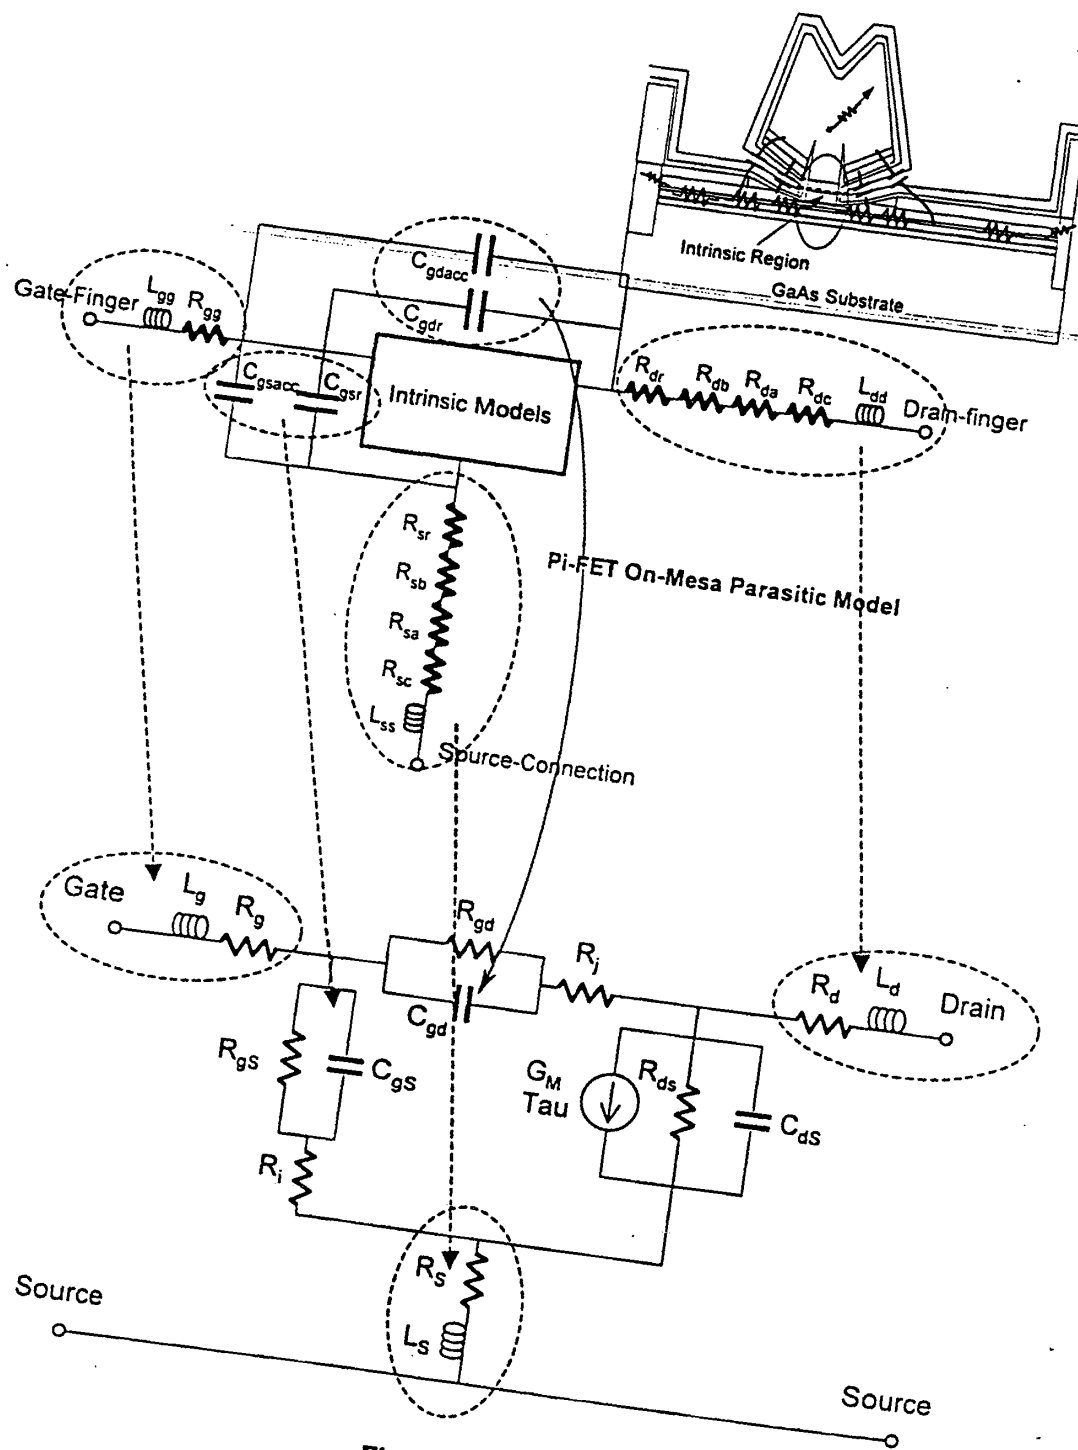 Intrinsic Region
GaAs Substrate
Cgdacc
Cgdr
Gate-Finger
Lgg
Rgg
Cgsacc
Cgsr
Intrinsic Models
Rdr
Rdb
Rda
Rdc
Ldd
Drain-finger
Rsr
Rsb
Rsa
Rsc
Lss
Source-Connection
Pi-FET On-Mesa Parasitic Model
Gate
Lg
Rg
Rgd
Cgd
Rj
Rd
Ld
Drain
RgS
CgS
Ri
GM
Tau
Rds
CdS
RS
LS
Source
Source